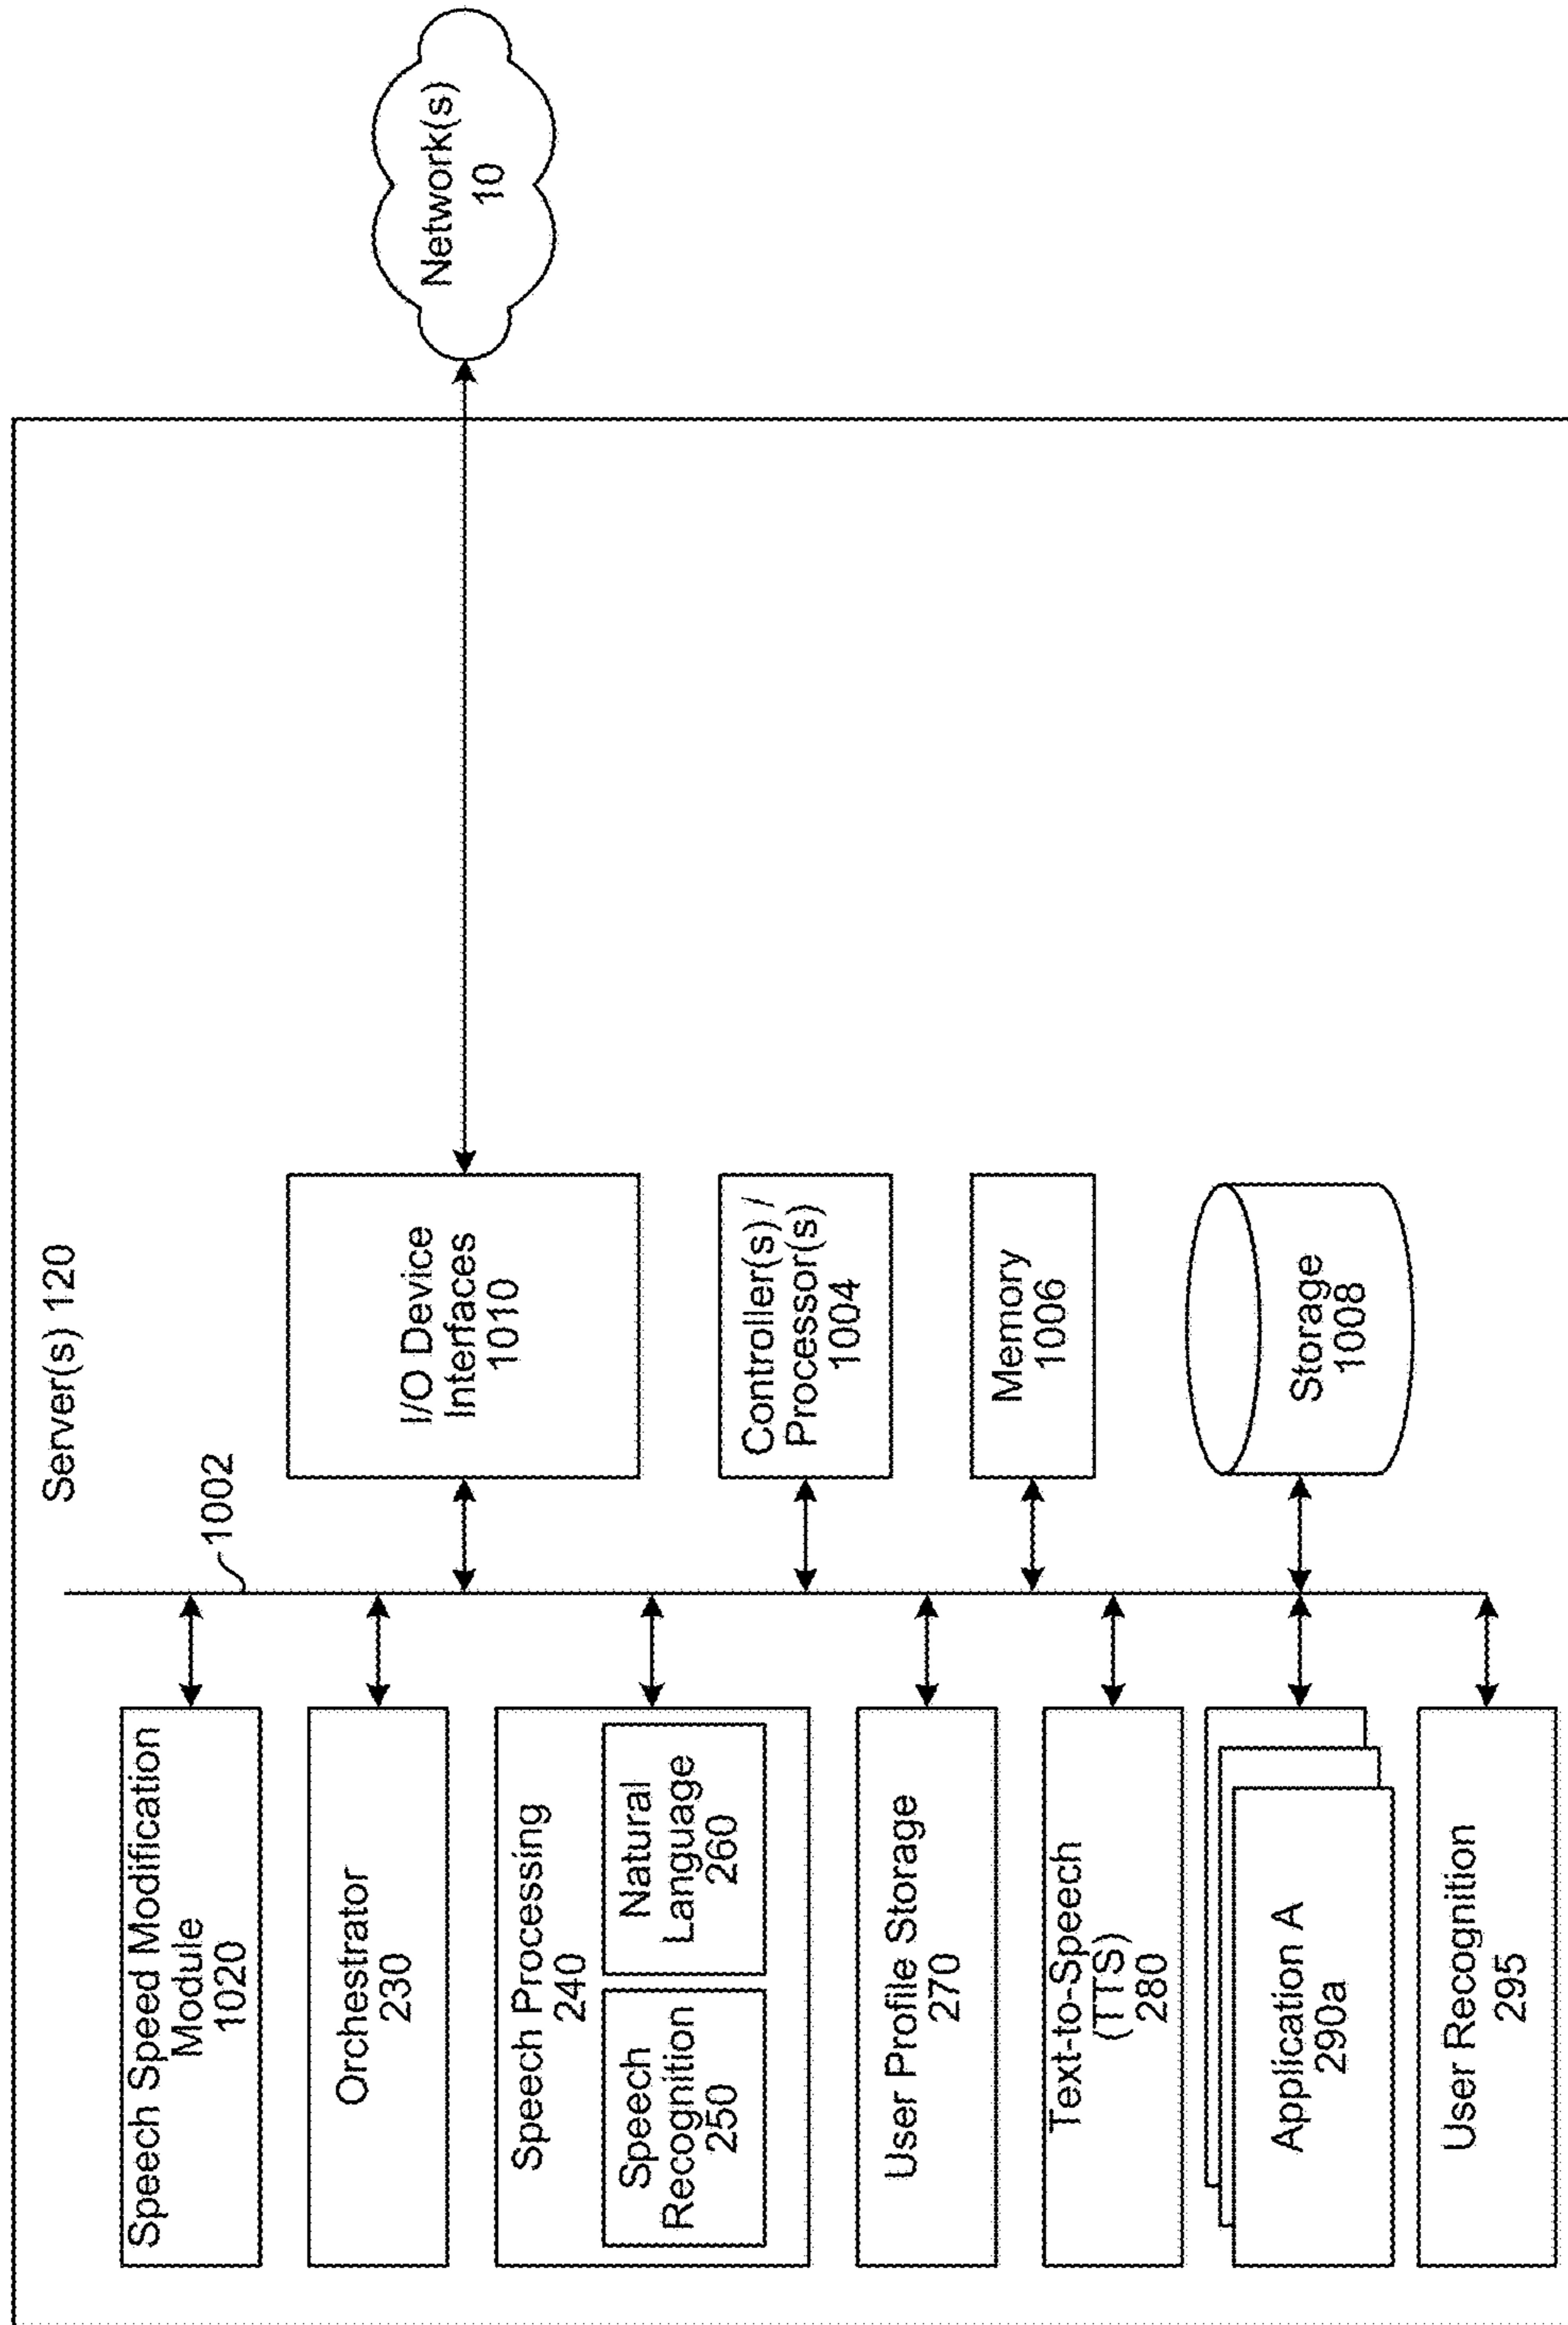 Server(s) 120
1002
Speech Speed Modification
Module
1020
Orchestrator
230
Speech Processing
240
Speech
Recognition
250
Natural
Language
260
User Profile Storage
270
Text-to-Speech
(TTS)
280
Application A
290a
User Recognition
295
I/O Device
Interfaces
1010
Controller(s) /
Processor(s)
1004
Memory
1006
Storage
1008
Network(s)
10